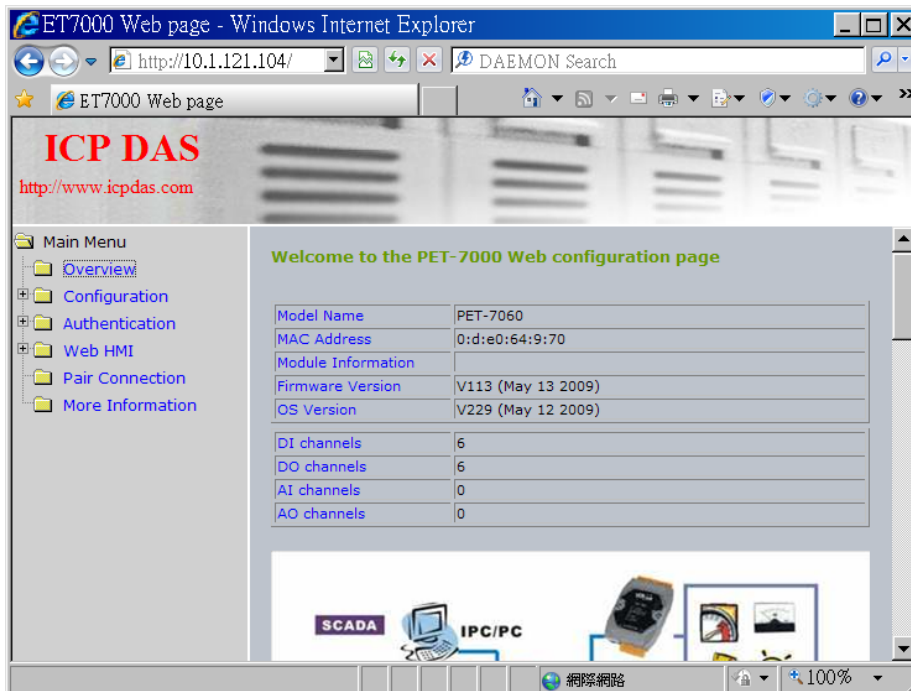 ET7000 Web page - Windows Internet Explorer
http://10.1.121.104/
DAEMON Search
ET7000 Web page
ICP DAS
http://www.icpdas.com
Main Menu
Overview
Configuration
Authentication
Web HMI
Pair Connection
More Information
Welcome to the PET-7000 Web configuration page
Model Name PET-7060
MAC Address 0:d:e0:64:9:70
Module Information
Firmware Version V113 (May 13 2009)
OS Version V229 (May 12 2009)
DI channels 6
DO channels 6
AI channels 0
AO channels 0
SCADA
IPC/PC
網際網路
100%